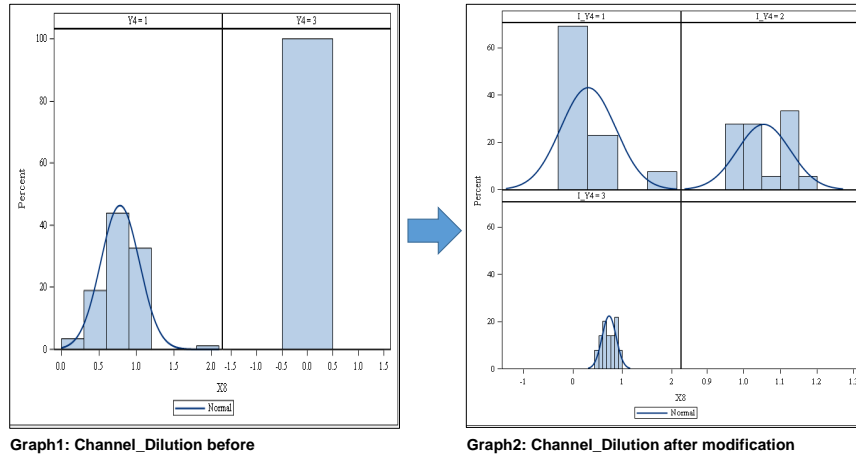 Y4 = 1
Y4 = 3
100
80
60
40
20
0
Percent
0.0 0.5 1.0 1.5 2.0 -1.5 -1.0 -0.5 0.0 0.5 1.0 1.5
X8
Normal
Graph1: Channel_Dilution before
I_Y4 = 1
I_Y4 = 2
60
40
20
0
Percent
I_Y4 = 3
60
40
20
0
-1 0 1 2 0.9 1.0 1.1 1.2
X8
Normal
Graph2: Channel_Dilution after modification